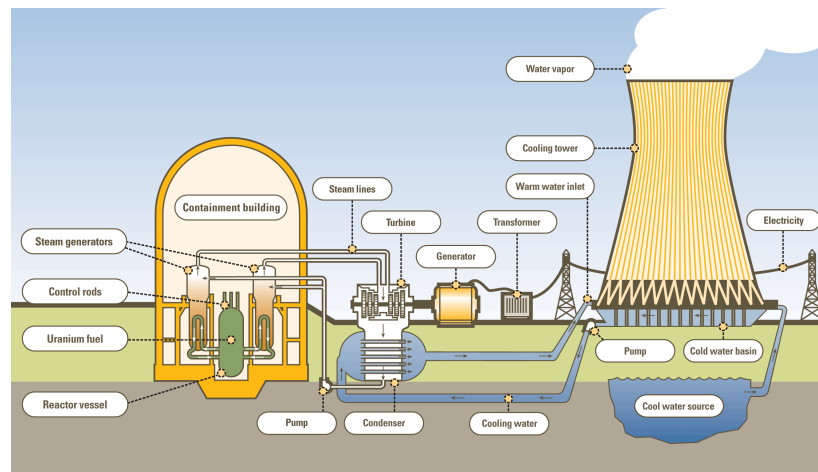 Water vapor
Cooling tower
Steam lines
Warm water inlet
Containment building
Turbine
Transformer
Electricity
Steam generators
Generator
Control rods
Uranium fuel
Pump
Cold water basin
Reactor vessel
Cool water source
Pump
Condenser
Cooling water